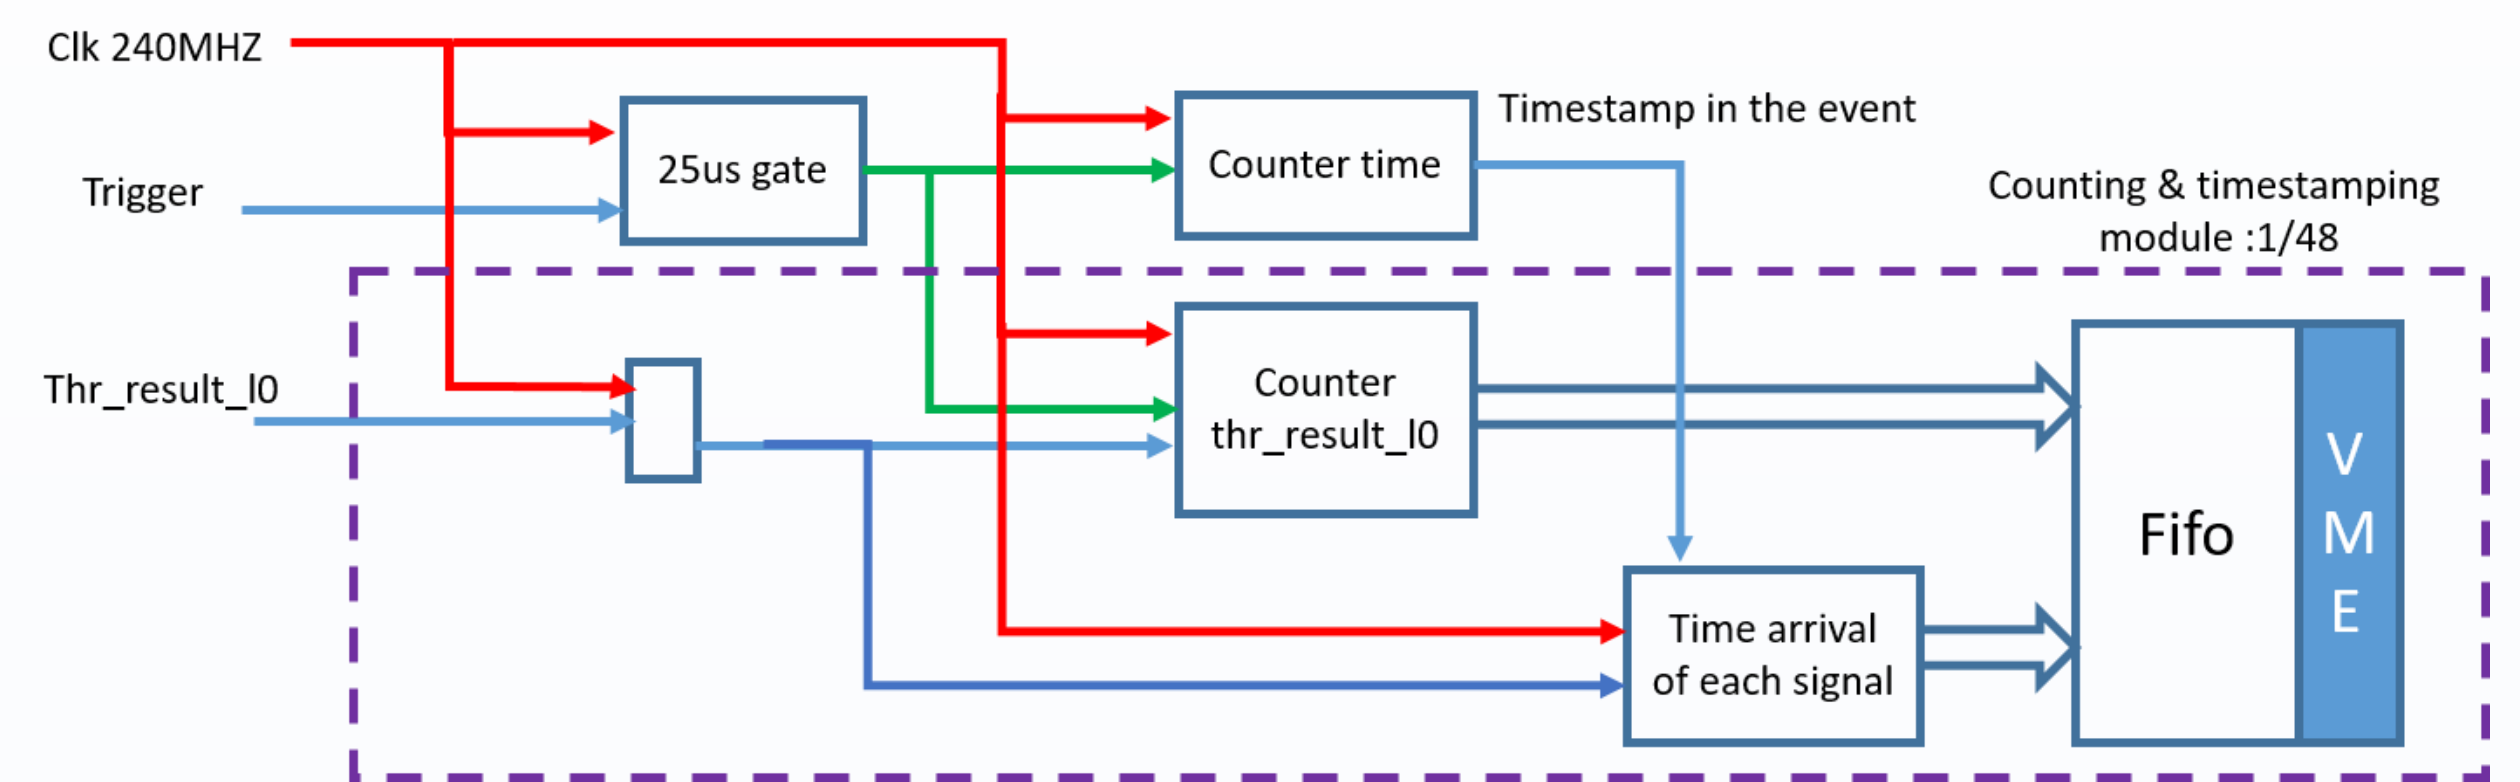 Clk 240MHZ
Trigger
25us gate
Counter time
Timestamp in the event
Counting & timestamping
module :1/48
Thr_result_l0
Counter
thr_result_l0
Time arrival
of each signal
Fifo
V
M
E